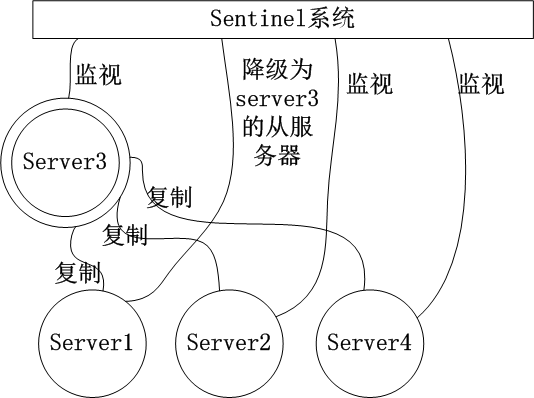 Sentinel系统
监视
降级为
server3
的从服
务器
监视
监视
Server3
复制
复制
复制
Server1
Server2
Server4